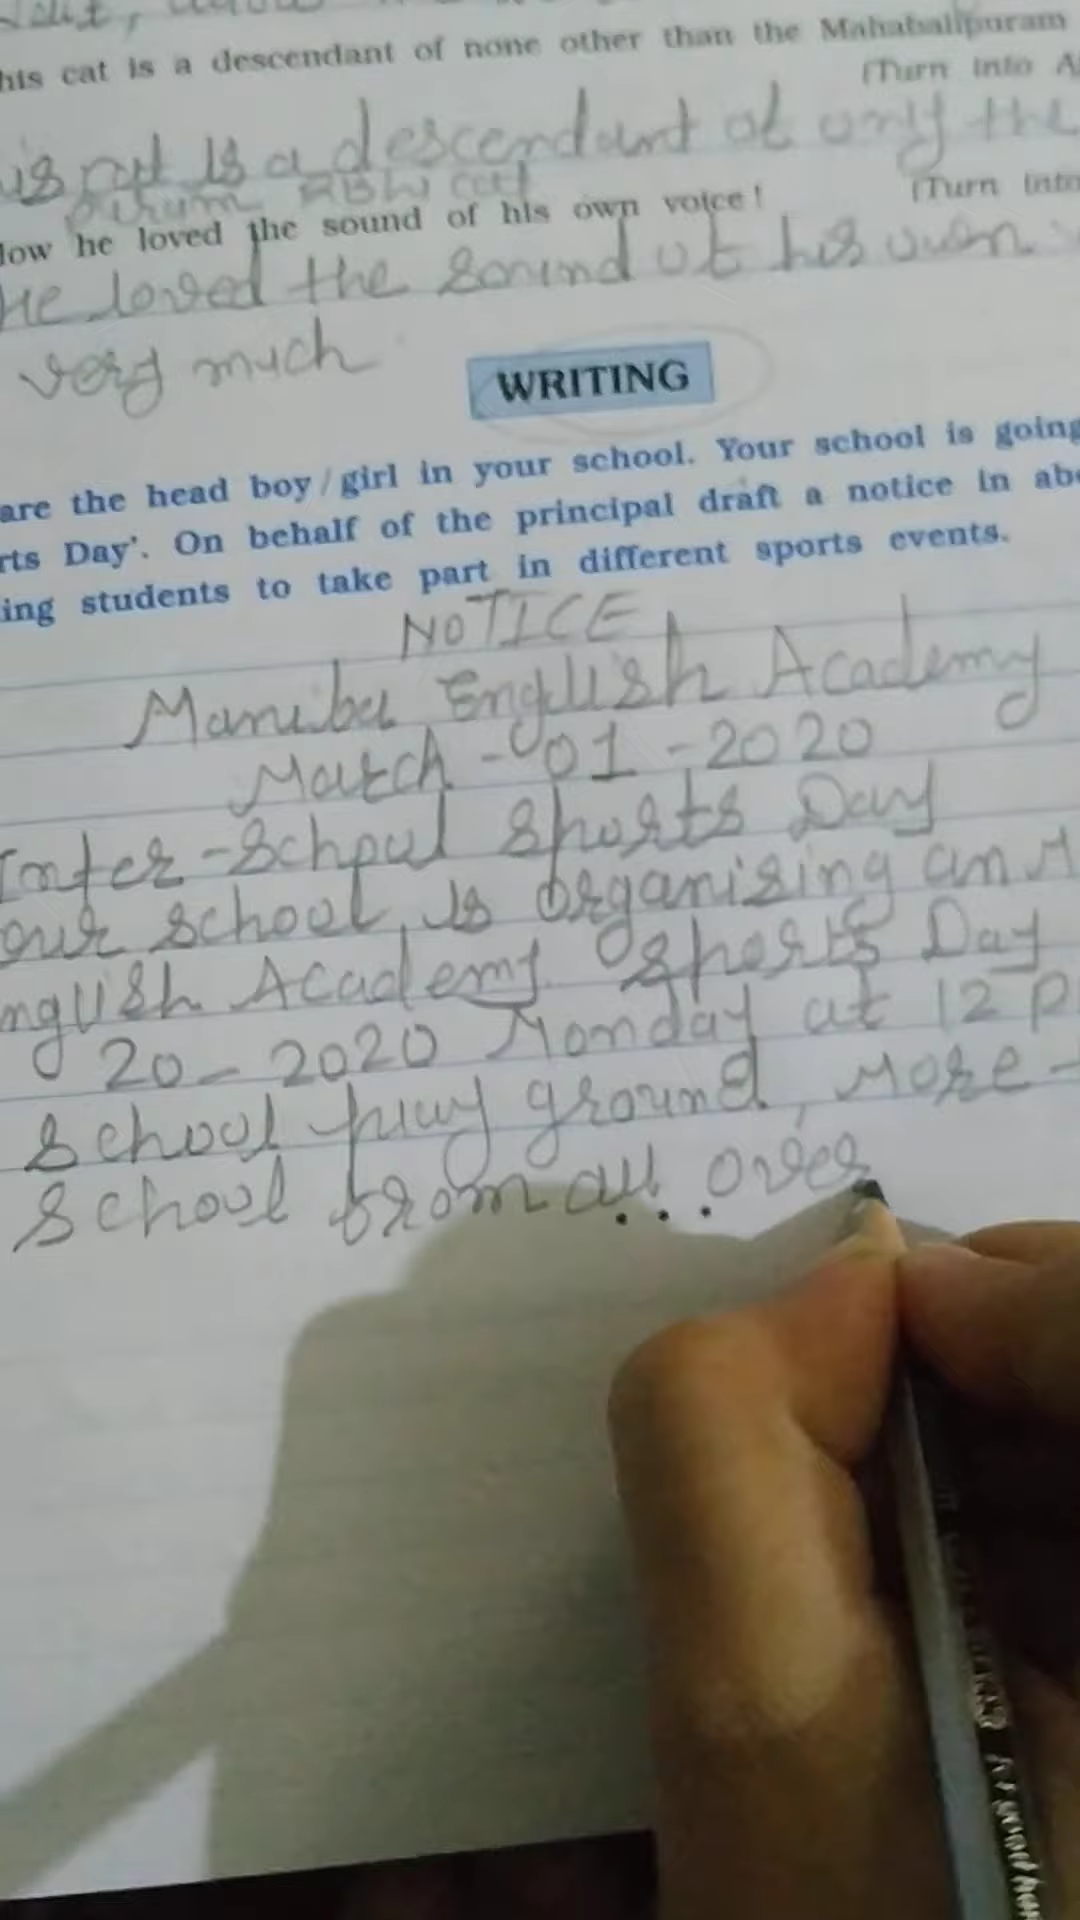 his cat is a descendant of none other than the Mahabalipuram
(Turn into A
is cat is a descendant of only the
puram
cat
How he loved the sound of his own voice!
(Turn into
He loved the sound of his own
very much
WRITING
are the head boy/girl in your school. Your school is going
rts Day'. On behalf of the principal draft a notice in ab
ing students to take part in different sports events.
NOTICE
English Academy
March - 01 - 2020
Inter-School Sports Day
our school is organising an
nglish Academy Sports Day
20 - 2020 Monday at 12 P
school play ground, More
school from all over